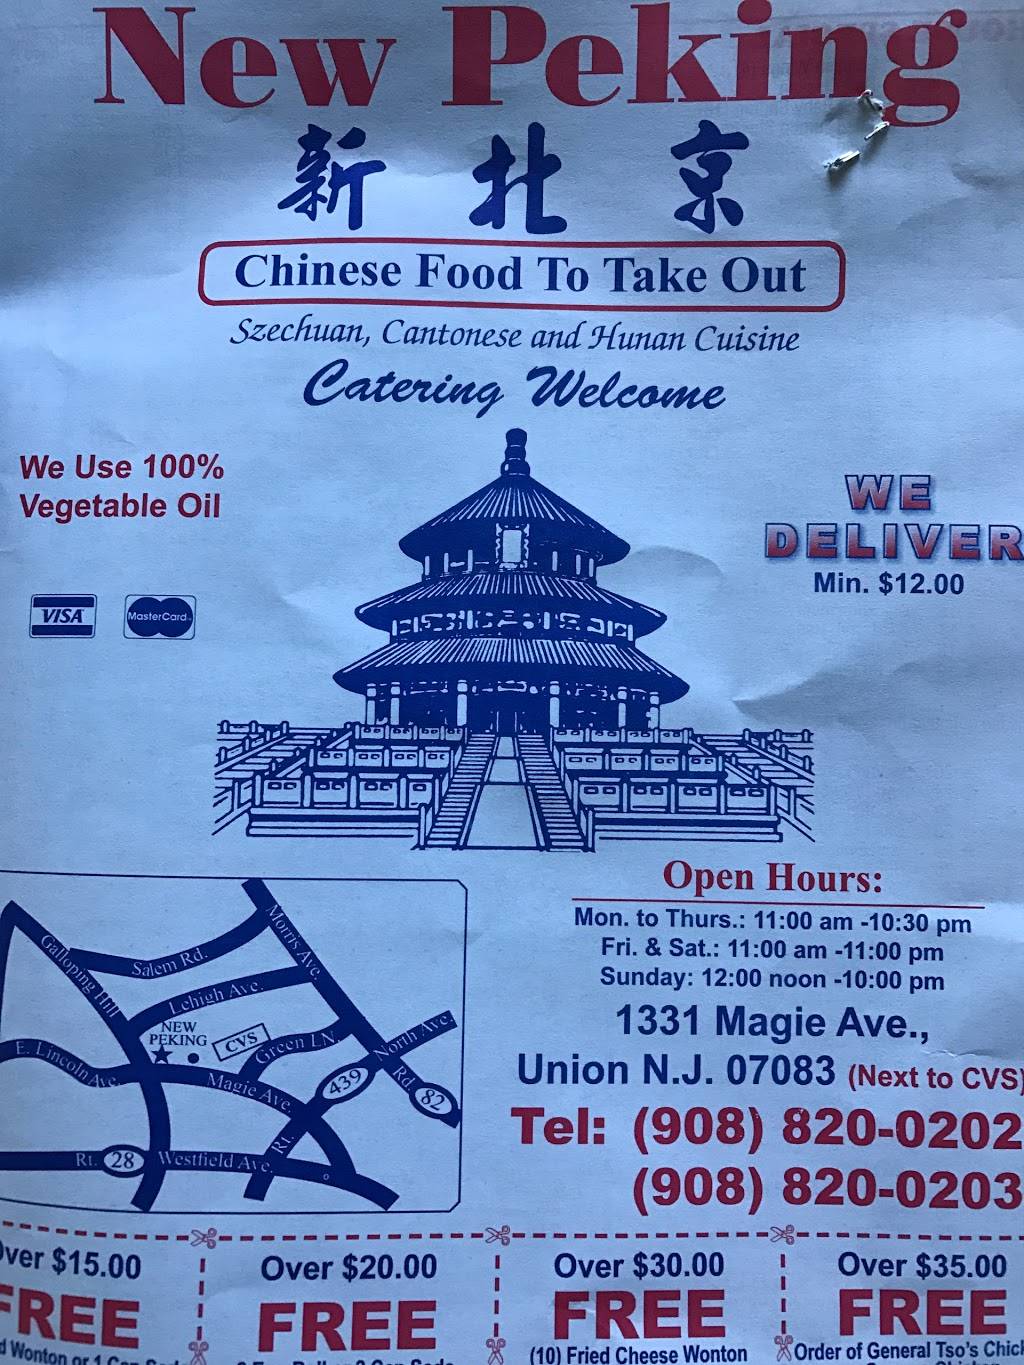 New Peking
新 北 京
Chinese Food To Take Out
Szechuan, Cantonese and Hunan Cuisine
Catering Welcome
We Use 100%
Vegetable Oil
WE
DELIVER
Min. $12.00
VISA
MasterCard
Open Hours:
Mon. to Thurs.: 11:00 am -10:30 pm
Fri. & Sat.: 11:00 am -11:00 pm
Sunday: 12:00 noon -10:00 pm
1331 Magie Ave.,
Union N.J. 07083 (Next to CVS)
Tel: (908) 820-0202
(908) 820-0203
Galloping Hill
Salem Rd.
Morris Ave.
Lehigh Ave.
NEW
PEKING
CVS
Green LN.
North Ave.
E. Lincoln Ave.
Magie Ave.
439
Rd.
82
Rt.
Rt. 28 Westfield Ave.
Over $15.00
FREE
Wonton or 1
Over $20.00
FREE
Over $30.00
FREE
(10) Fried Cheese Wonton
Over $35.00
FREE
Order of General Tso's